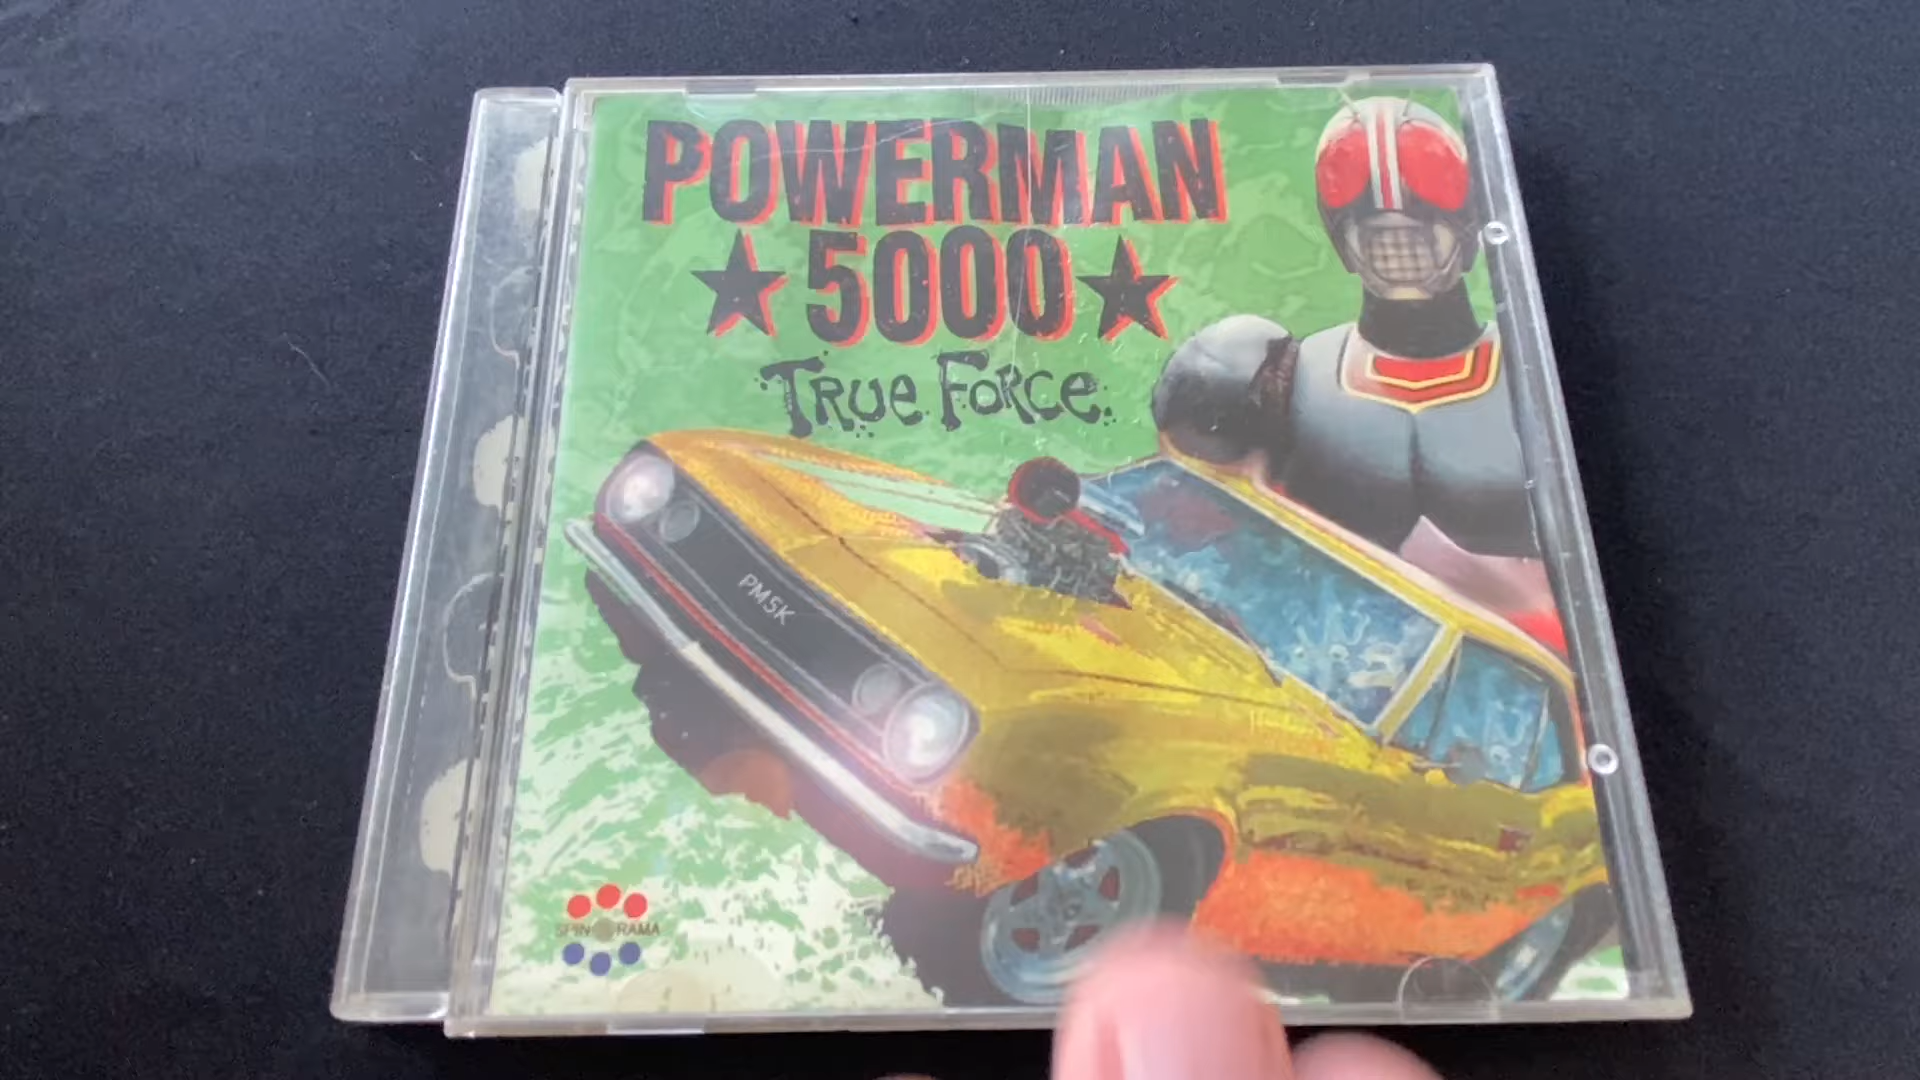 POWERMAN
★5000★
TRUE FORCE
PM5K
SPIN O RAMA